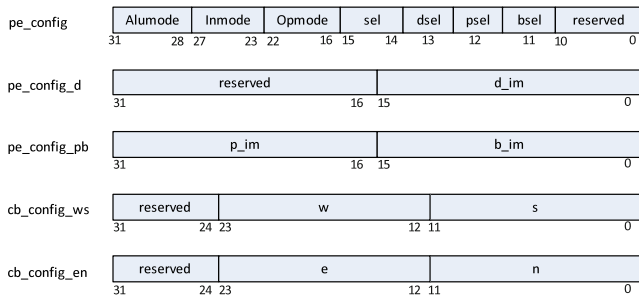 pe_config Alumode Inmode Opmode sel dsel psel bsel reserved
31 28 27 23 22 16 15 14 13 12 11 10 0
pe_config_d reserved d_im
31 16 15 0
pe_config_pb p_im b_im
31 16 15 0
cb_config_ws reserved w s
31 24 23 12 11 0
cb_config_en reserved e n
31 24 23 12 11 0